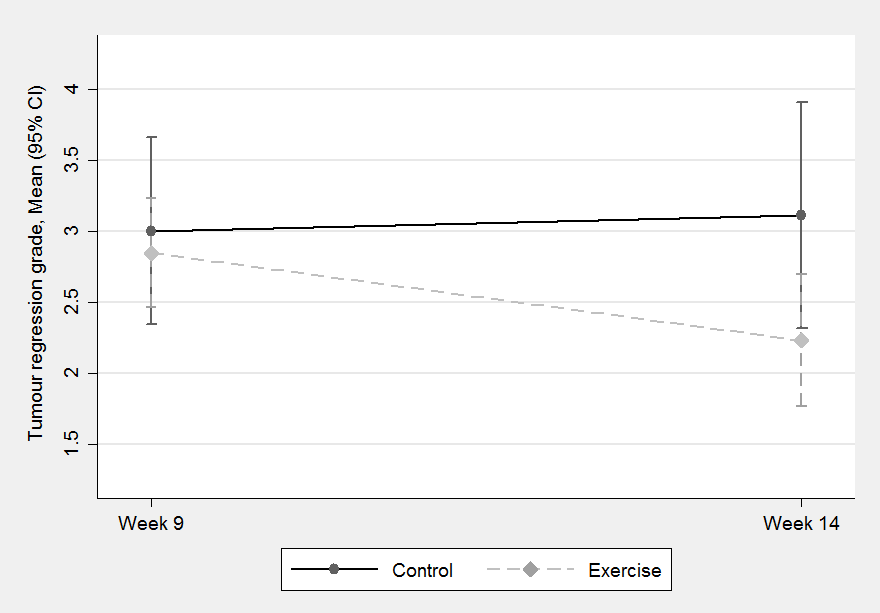 Tumour regression grade, Mean (95% CI)
4
3.5
3
2.5
2
1.5
Week 9
Week 14
Control
Exercise